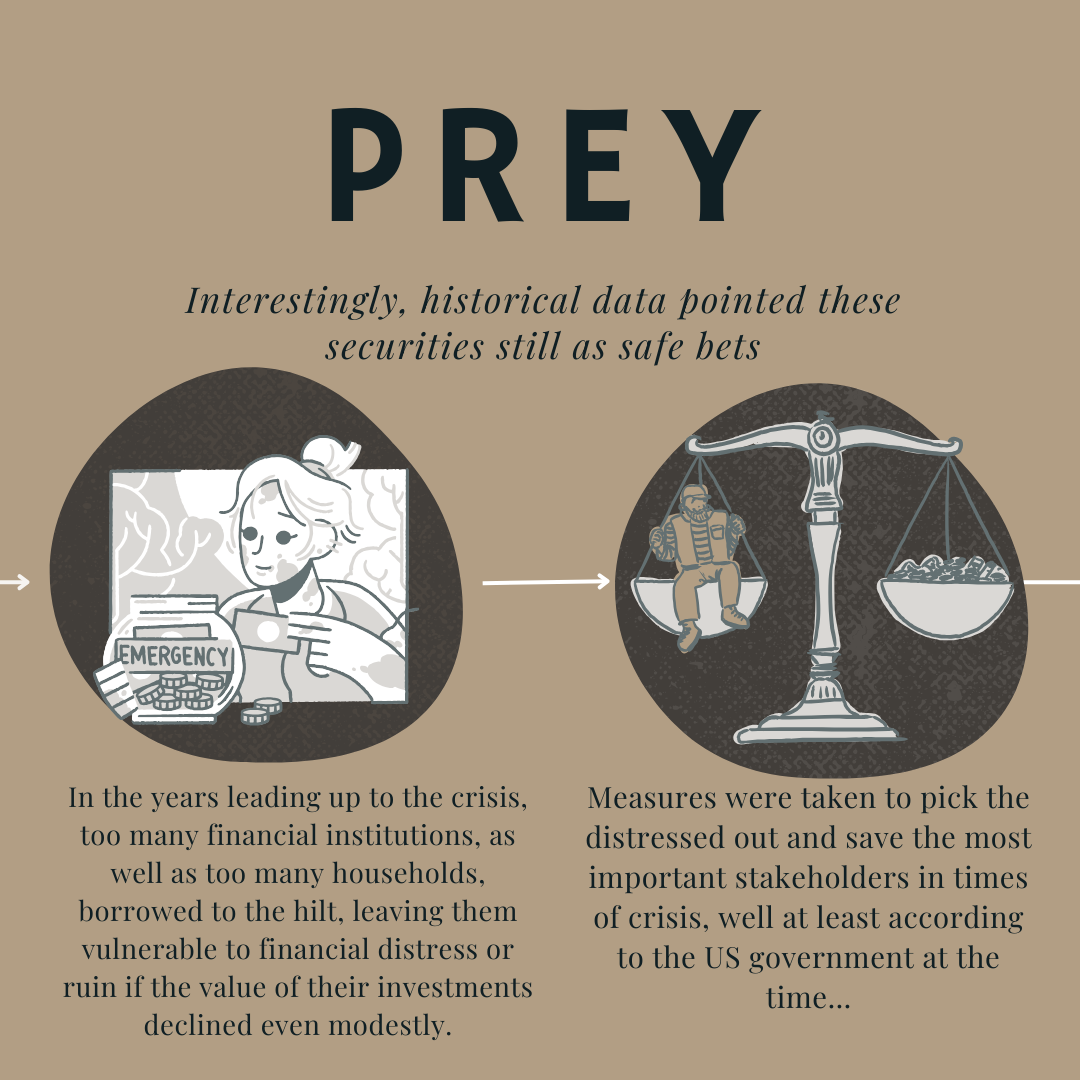 PREY
Interestingly, historical data pointed these
securities still as safe bets
EMERGENCY
In the years leading up to the crisis,
too many financial institutions, as
well as too many households,
borrowed to the hilt, leaving them
vulnerable to financial distress or
ruin if the value of their investments
declined even modestly.
Measures were taken to pick the
distressed out and save the most
important stakeholders in times
of crisis, well at least according
to the US government at the
time...